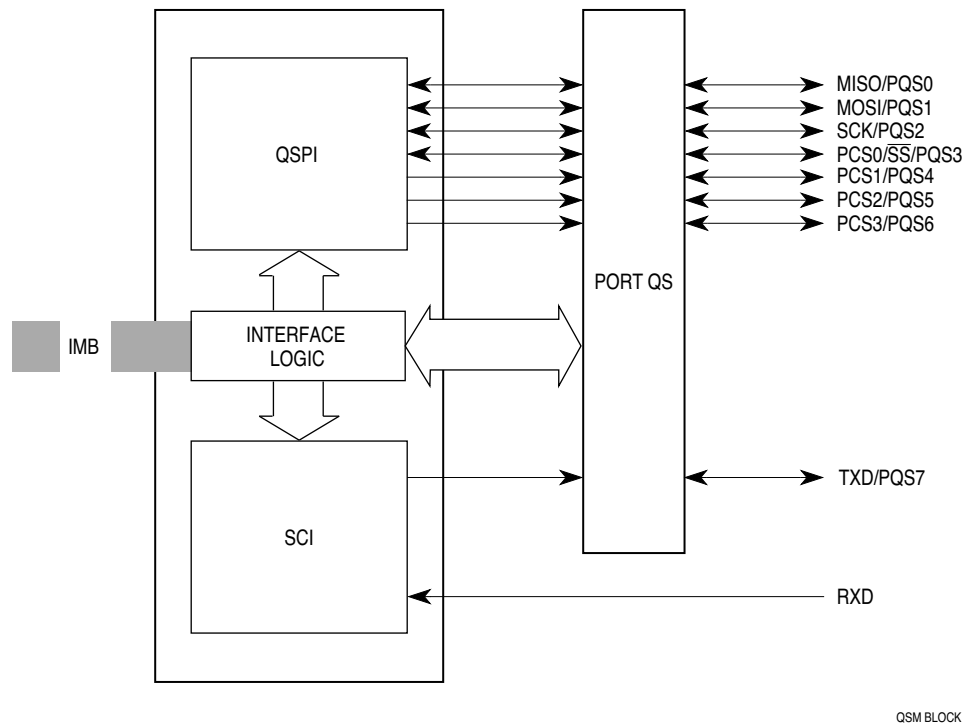 MISO/PQS0
MOSI/PQS1
SCK/PQS2
PCS0/S̅S̅/PQS3
PCS1/PQS4
PCS2/PQS5
PCS3/PQS6
QSPI
PORT QS
IMB
INTERFACE
LOGIC
TXD/PQS7
SCI
RXD
QSM BLOCK